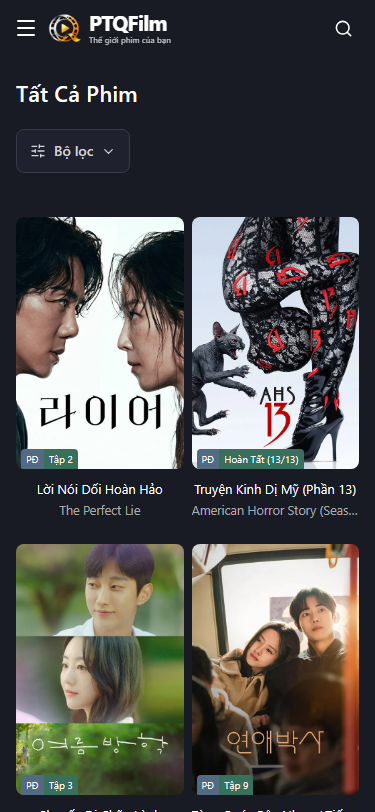 PTQFilm
Thế giới phim của bạn
Tất Cả Phim
Bộ lọc
라이어
PĐ Tập 2
AHS
13
PĐ Hoàn Tất (13/13)
Lời Nói Dối Hoàn Hảo
The Perfect Lie
Truyện Kinh Dị Mỹ (Phần 13)
American Horror Story (Seas...
여름방학
PĐ Tập 3
연애박사
PĐ Tập 9